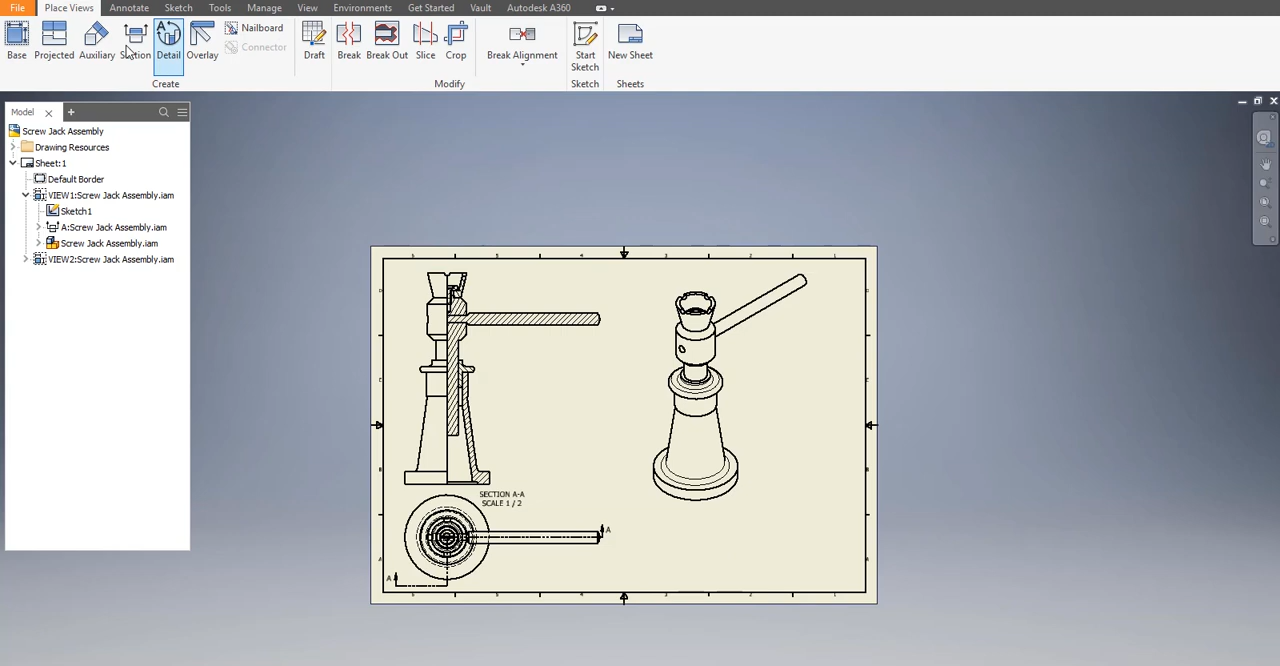 File Place Views Annotate Sketch Tools Manage View Environments Get Started Vault Autodesk A360
Base Projected Auxiliary Section Detail Overlay Nailboard Connector Draft Break Break Out Slice Crop Break Alignment Start Sketch New Sheet
Create Modify Sketch Sheets
Model
Screw Jack Assembly
Drawing Resources
Sheet:1
Default Border
VIEW1:Screw Jack Assembly.iam
Sketch1
A:Screw Jack Assembly.iam
Screw Jack Assembly.iam
VIEW2:Screw Jack Assembly.iam
SECTION A-A
SCALE 1 / 2
A
A